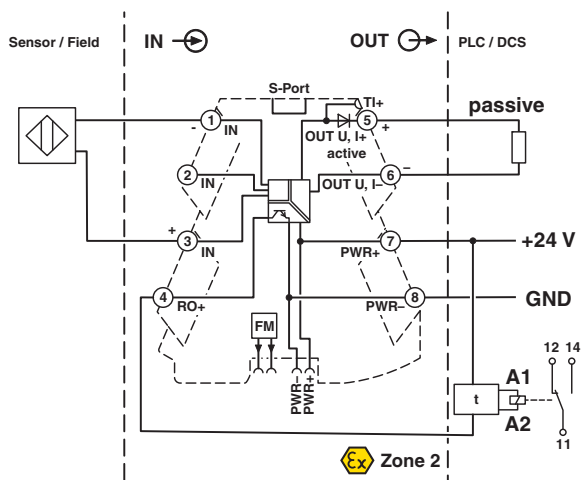 Sensor / Field
IN
OUT
PLC / DCS
S-Port
TI+
passive
1
-
IN
5
+
OUT U, I+
active
2
IN
OUT U, I–
6
–
+
3
IN
7
PWR+
+24 V
4
RO+
8
PWR–
GND
FM
PWR–
PWR+
12 14
A1
t
A2
11
Ex Zone 2